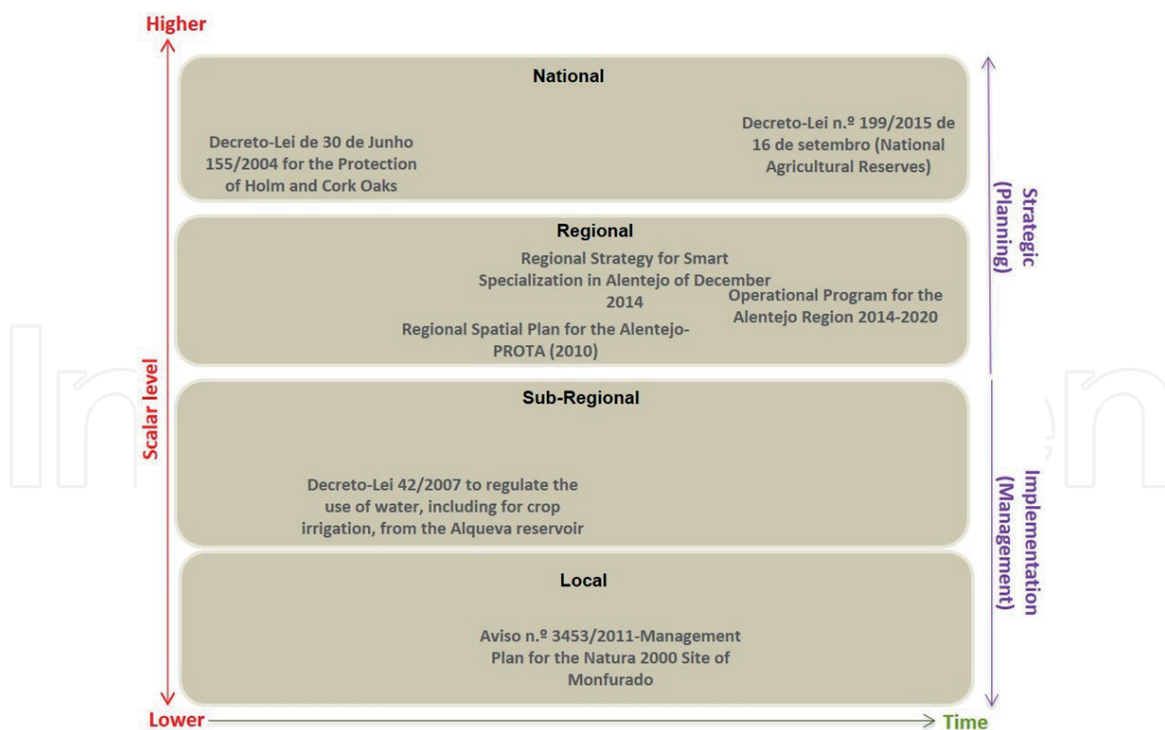 Higher
National
Decreto-Lei de 30 de Junho
155/2004 for the Protection
of Holm and Cork Oaks
Decreto-Lei n.º 199/2015 de
16 de setembro (National
Agricultural Reserves)
Regional
Regional Strategy for Smart
Specialization in Alentejo of December
2014
Operational Program for the
Alentejo Region 2014-2020
Regional Spatial Plan for the Alentejo-
PROTA (2010)
Strategic
(Planning)
Scalar level
Sub-Regional
Decreto-Lei 42/2007 to regulate the
use of water, including for crop
irrigation, from the Alqueva reservoir
Implementation
(Management)
Local
Aviso n.º 3453/2011-Management
Plan for the Natura 2000 Site of
Monfurado
Lower
Time